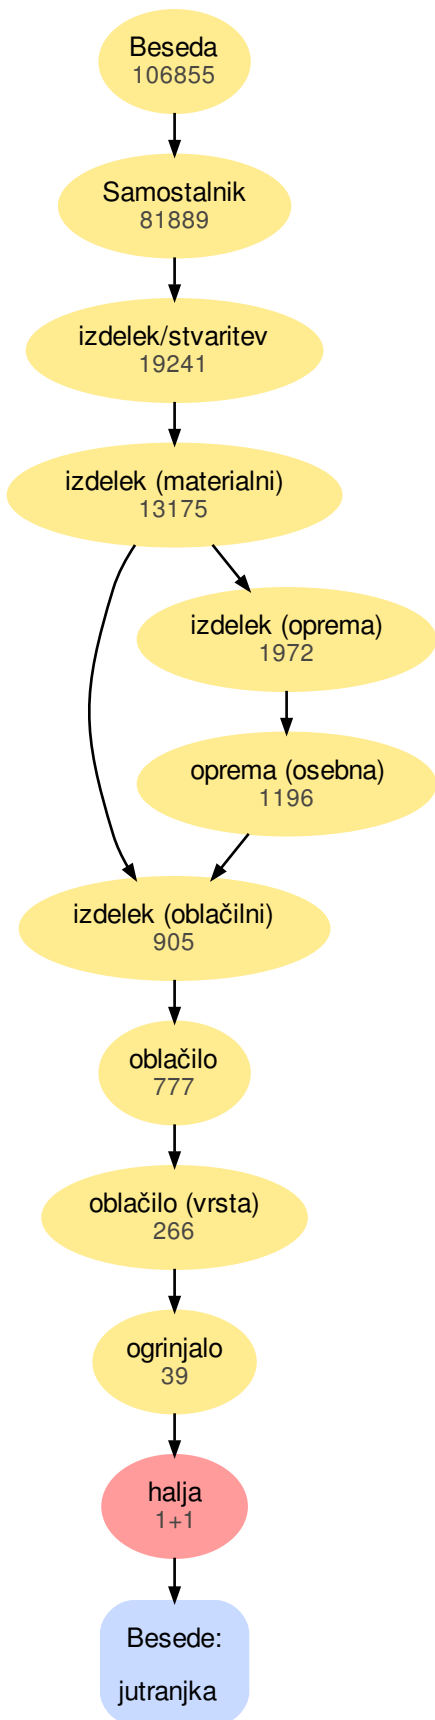 Beseda
106855
Samostalnik
81889
izdelek/stvaritev
19241
izdelek (materialni)
13175
izdelek (oprema)
1972
oprema (osebna)
1196
izdelek (oblačilni)
905
oblačilo
777
oblačilo (vrsta)
266
ogrinjalo
39
halja
1+1
Besede:
jutranjka